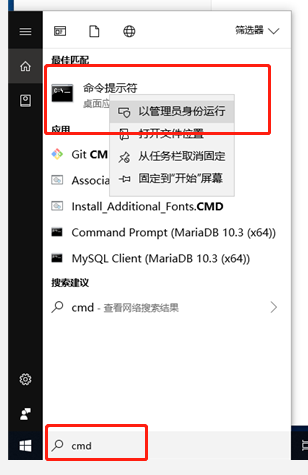 筛选器
最佳匹配
命令提示符
桌面应
以管理员身份运行
打开文件位置
从任务栏取消固定
固定到"开始"屏幕
应用
Git CM
Associa
Install_Additional_Fonts.CMD
Command Prompt (MariaDB 10.3 (x64))
MySQL Client (MariaDB 10.3 (x64))
搜索建议
cmd - 查看网络搜索结果
cmd